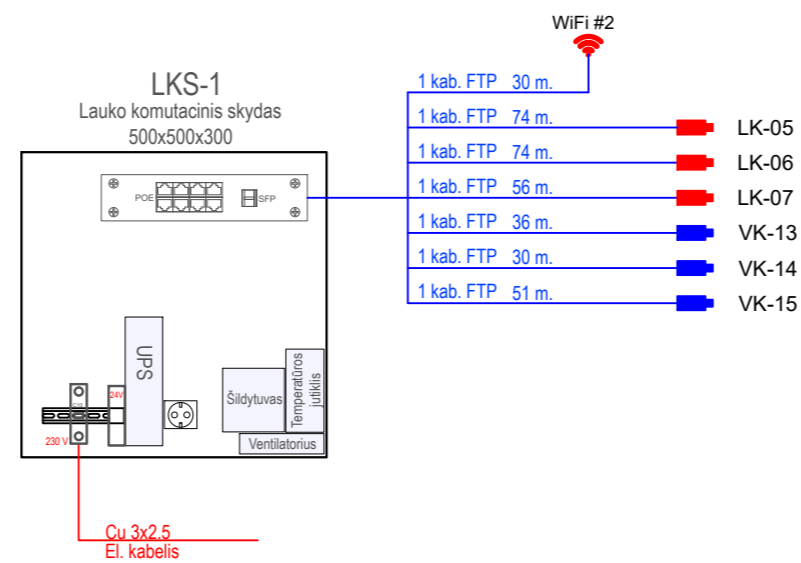 WiFi #2
LKS-1
Lauko komutacinis skydas
500x500x300
1 kab. FTP 30 m.
1 kab. FTP 74 m.
LK-05
1 kab. FTP 74 m.
LK-06
1 kab. FTP 56 m.
LK-07
1 kab. FTP 36 m.
VK-13
1 kab. FTP 30 m.
VK-14
1 kab. FTP 51 m.
VK-15
POE
SFP
UPS
24V
230 V
Šildytuvas
Temperatūros
jutiklis
Ventilatorius
Cu 3x2.5
El. kabelis